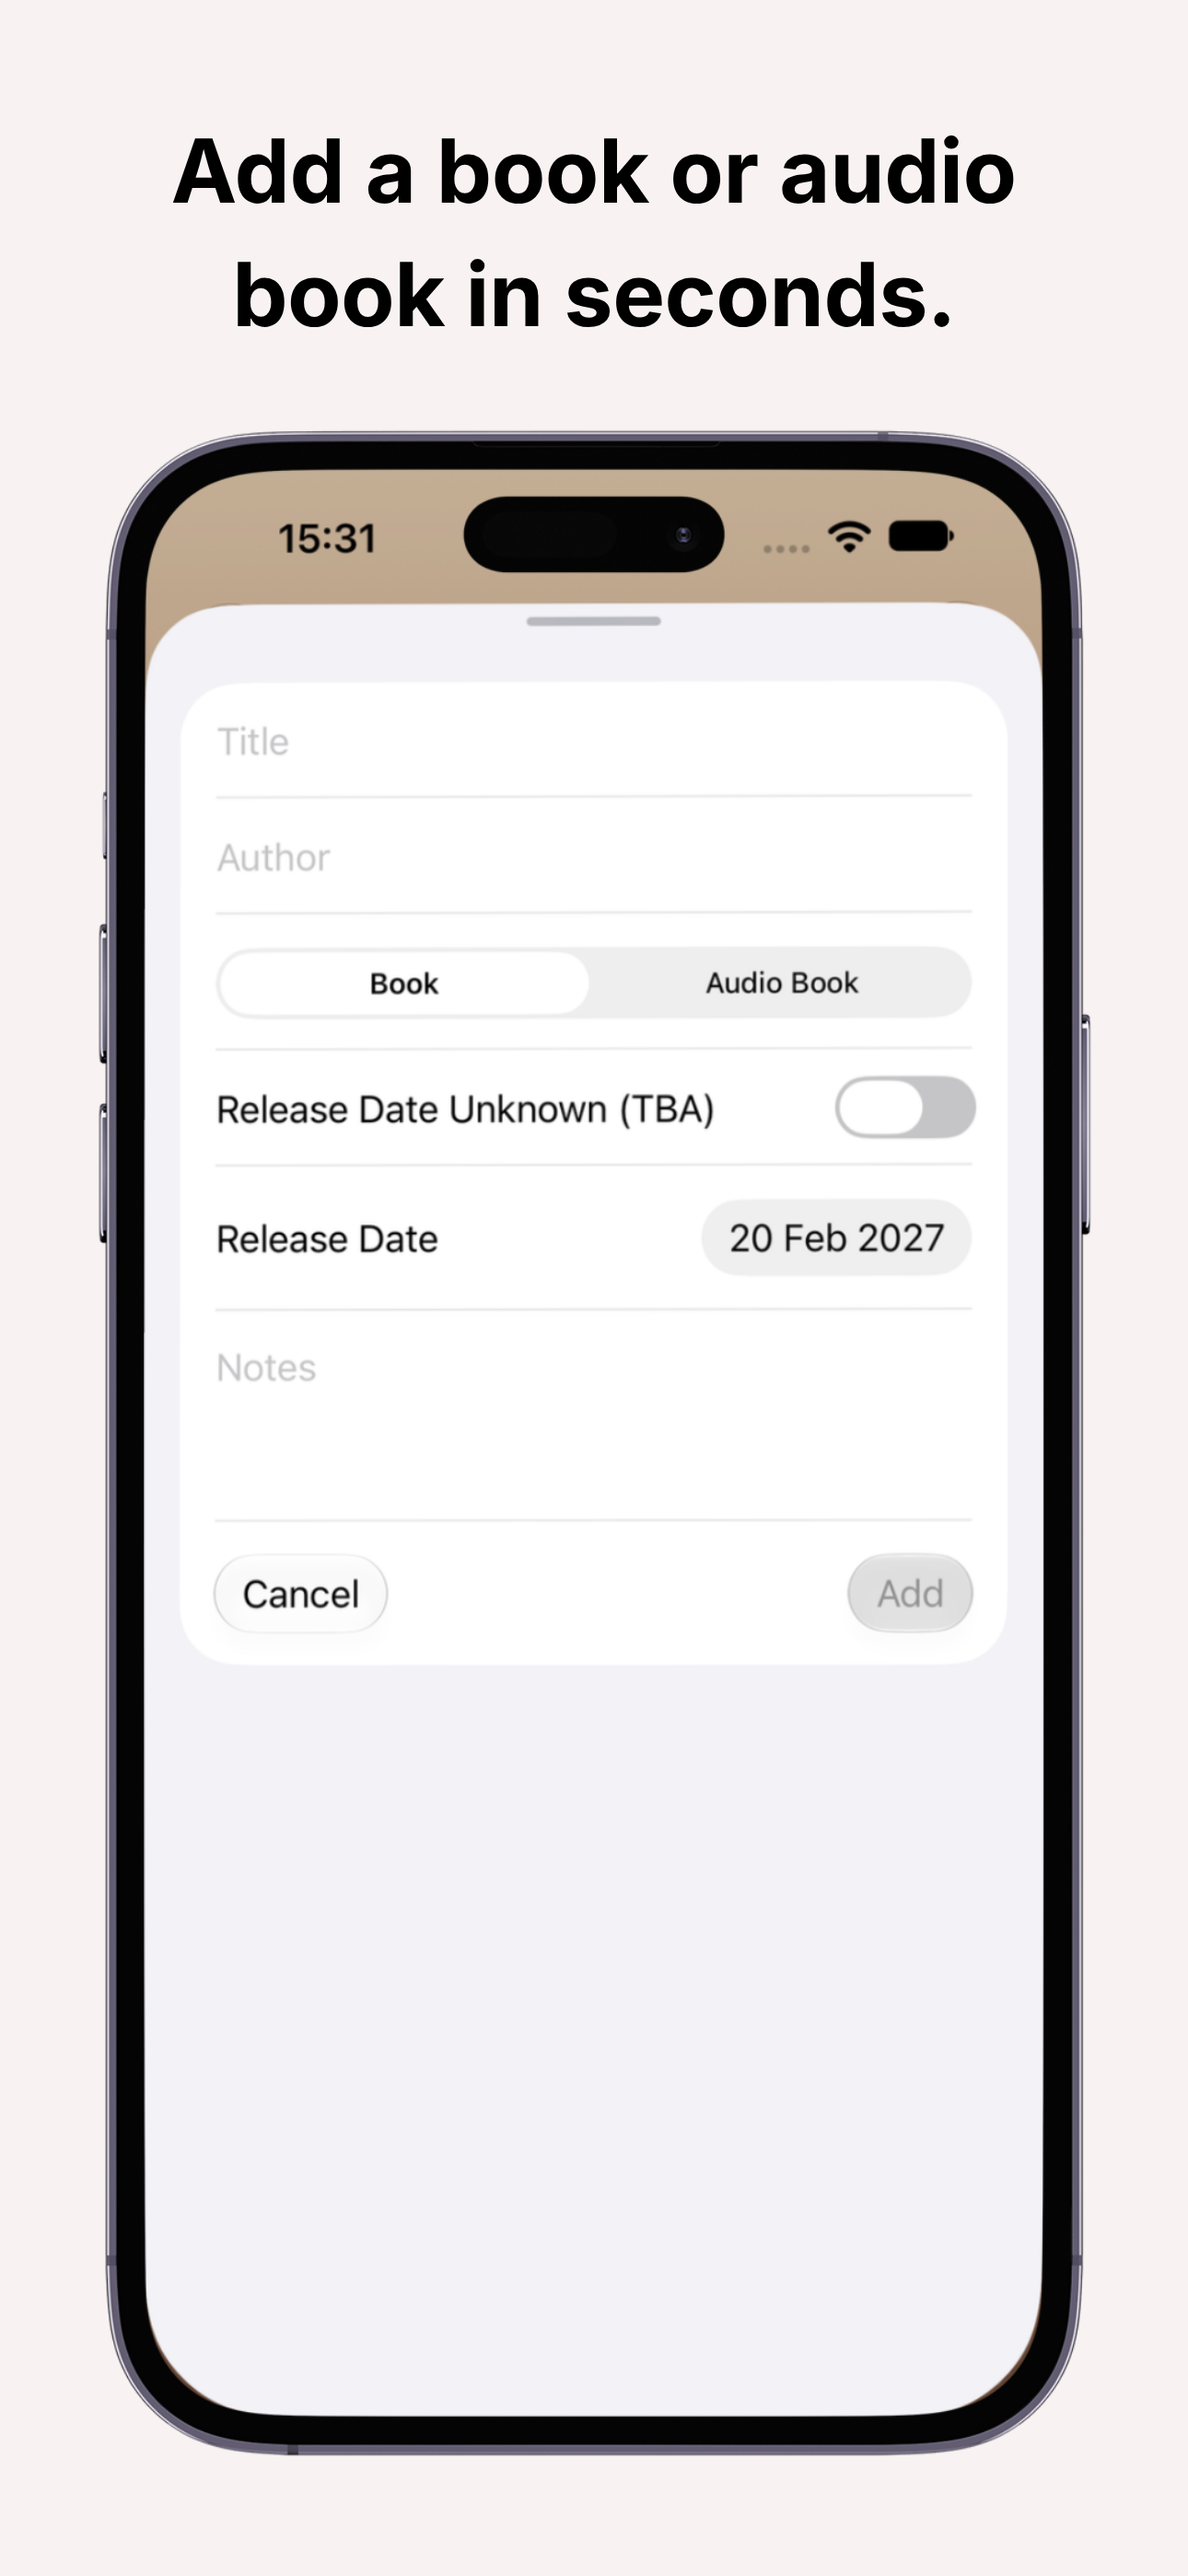 Add a book or audio
book in seconds.
15:31
Title
Author
Book Audio Book
Release Date Unknown (TBA)
Release Date 20 Feb 2027
Notes
Cancel Add